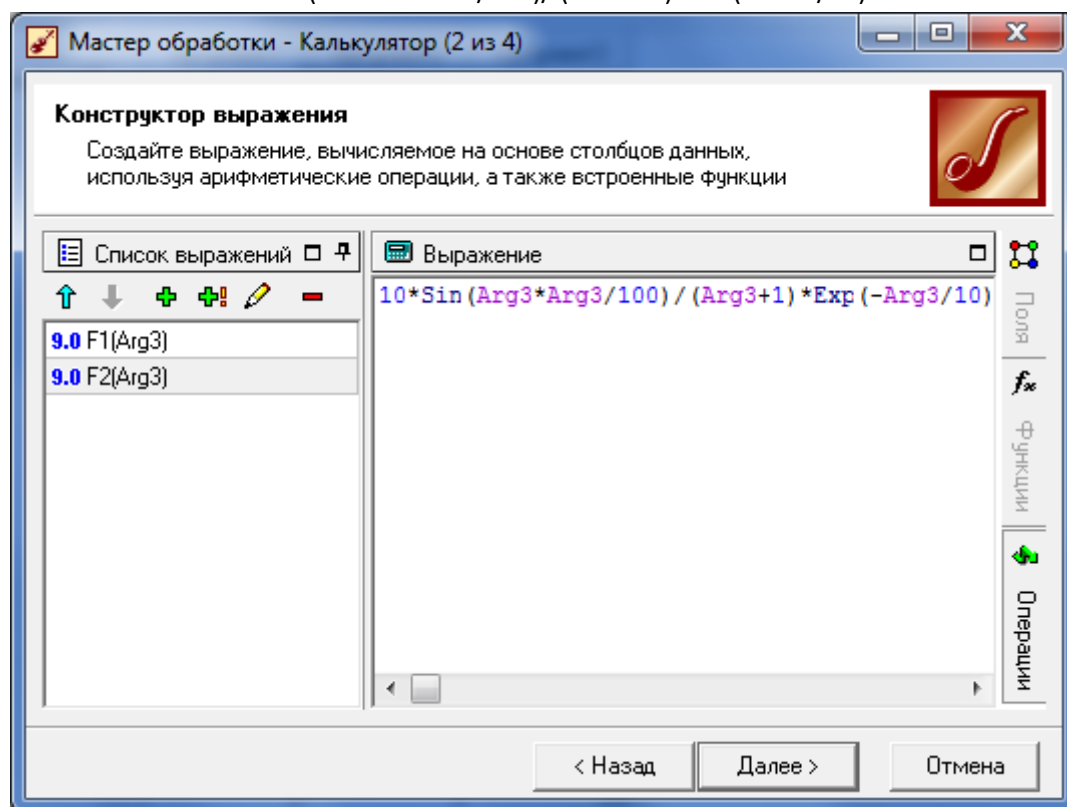 Мастер обработки - Калькулятор (2 из 4)
Конструктор выражения
Создайте выражение, вычисляемое на основе столбцов данных,
используя арифметические операции, а также встроенные функции
Список выражений
Выражение
10*Sin(Arg3*Arg3/100)/(Arg3+1)*Exp(-Arg3/10)
9.0 F1(Arg3)
9.0 F2(Arg3)
Поля
fx
Функции
Операции
< Назад
Далее >
Отмена